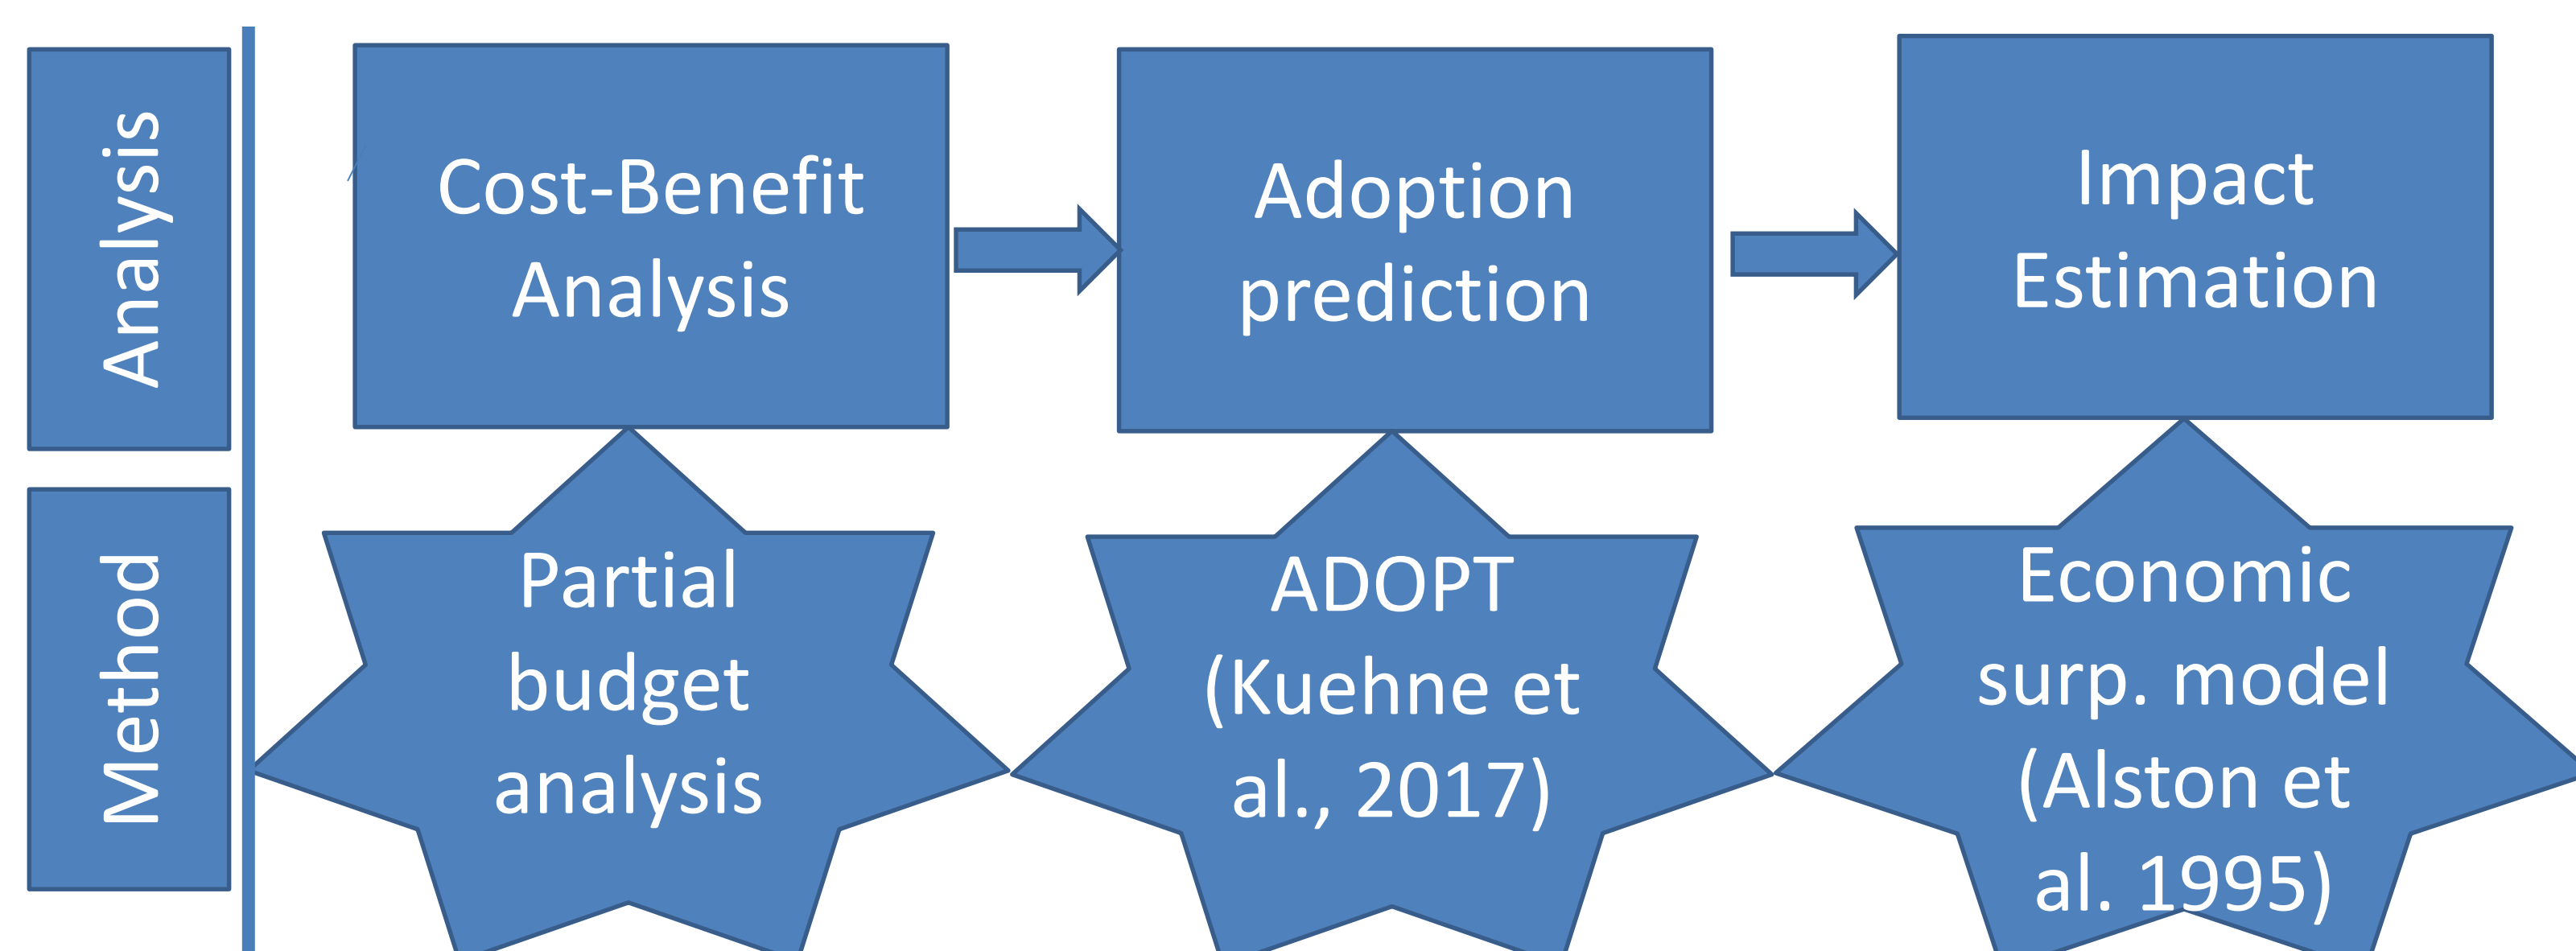 Analysis
Cost-Benefit
Analysis
Adoption
prediction
Impact
Estimation
Method
Partial
budget
analysis
ADOPT
(Kuehne et
al., 2017)
Economic
surp. model
(Alston et
al. 1995)